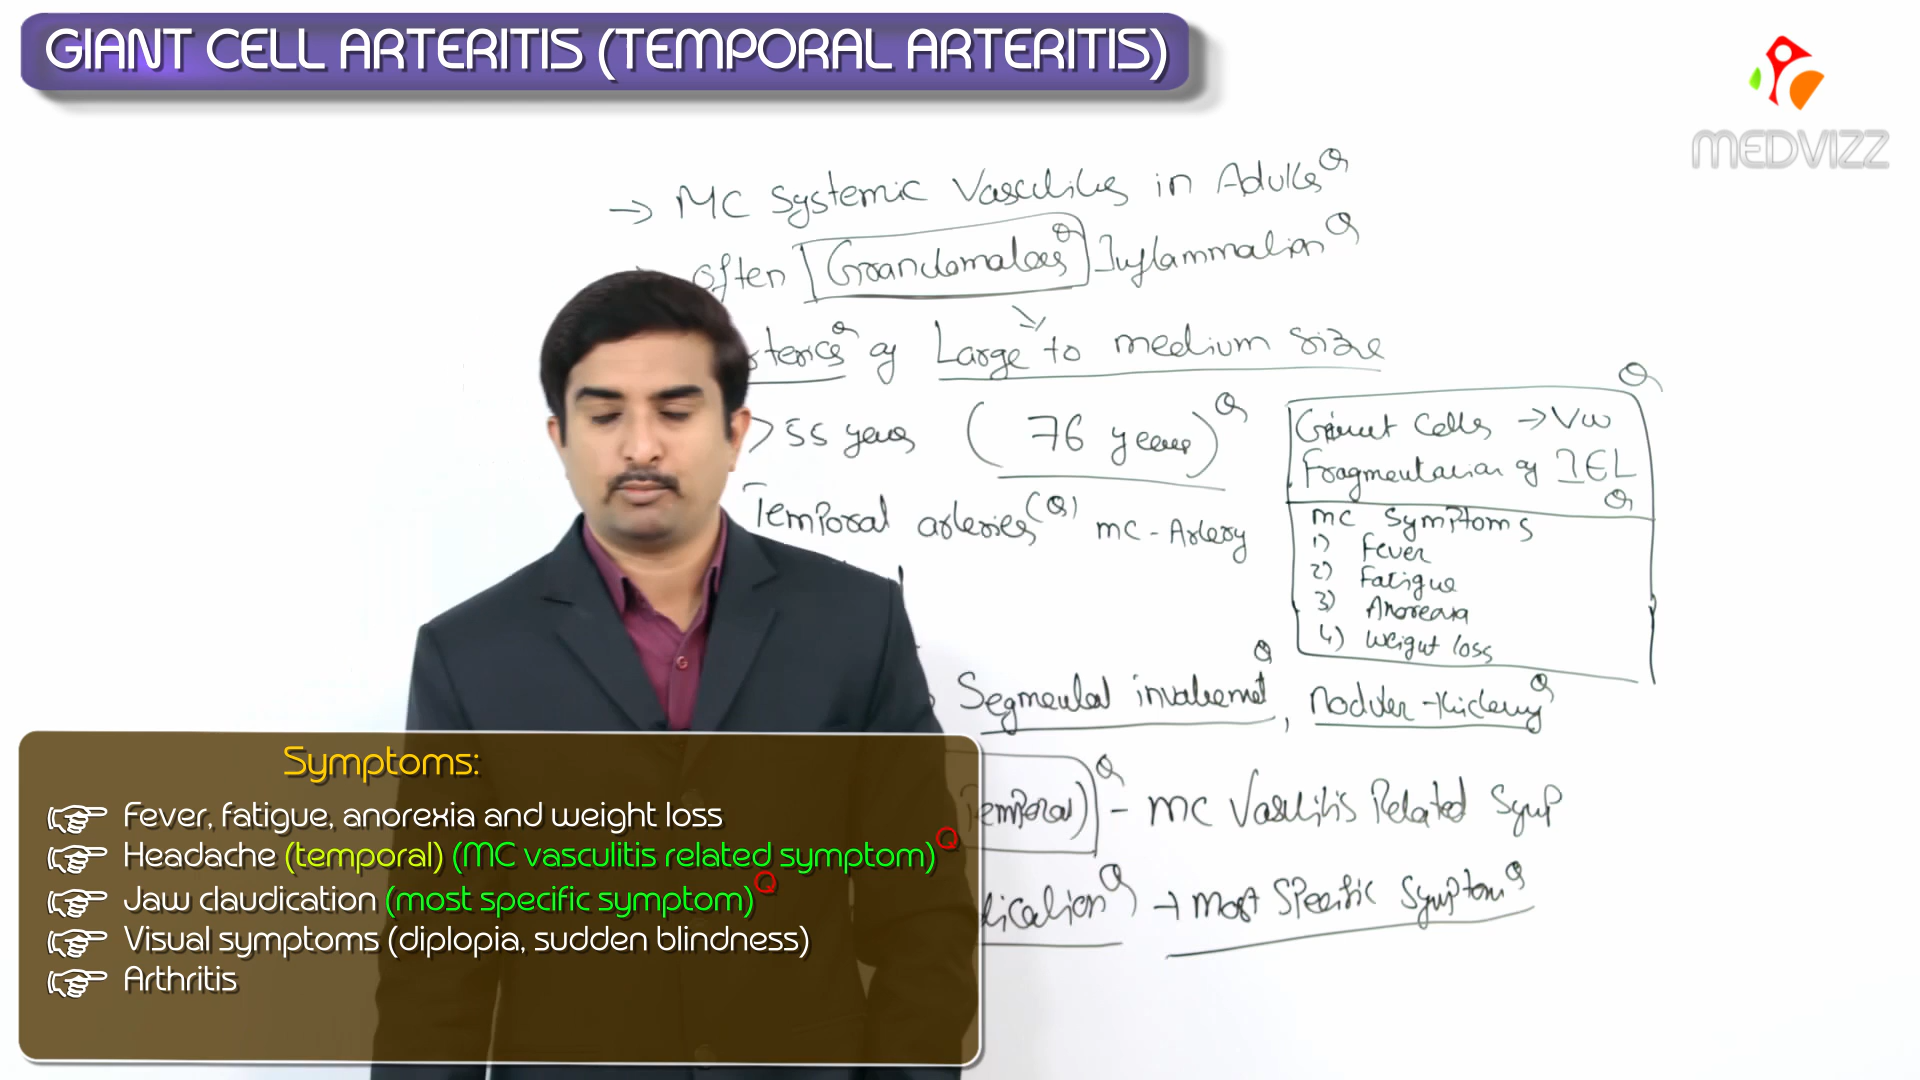 GIANT CELL ARTERITIS (TEMPORAL ARTERITIS)
MEDVIZZ
→ MC Systemic Vasculitis in Adults Q
often Granulomatous Q Inflammation Q
Q of Large to medium size
> 55 years (76 years) Q
Temporal arteries (Q) MC - Artery
Q
Giant Cells → VW
Fragmentation of IEL
Q
MC Symptoms
1) Fever
2) Fatigue
3) Anorexia
4) Weight loss
Segmental involvement Q, Nodular thickening Q
Temporal) Q - MC Vasculitis Related Symp
Q → most Specific Symptom Q
Symptoms:
Fever, fatigue, anorexia and weight loss
Headache (temporal) (MC vasculitis related symptom) Q
Jaw claudication (most specific symptom) Q
Visual symptoms (diplopia, sudden blindness)
Arthritis